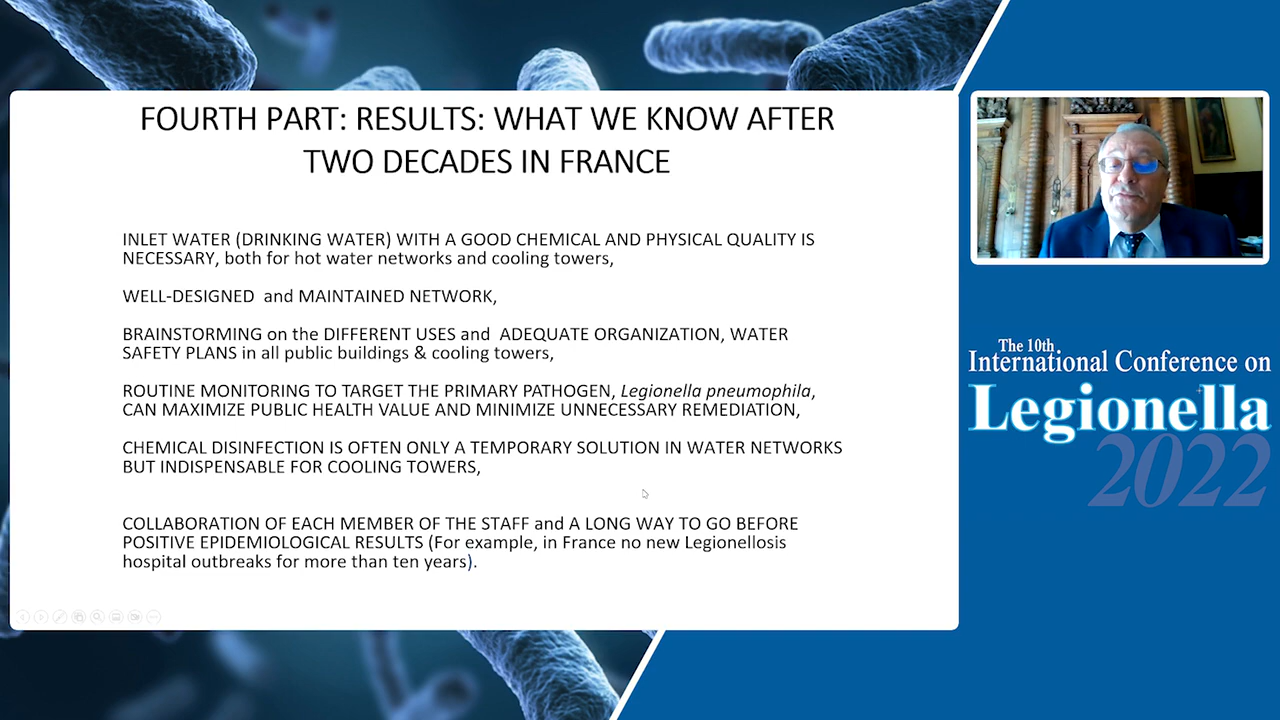 FOURTH PART: RESULTS: WHAT WE KNOW AFTER
TWO DECADES IN FRANCE
INLET WATER (DRINKING WATER) WITH A GOOD CHEMICAL AND PHYSICAL QUALITY IS
NECESSARY, both for hot water networks and cooling towers,
WELL-DESIGNED and MAINTAINED NETWORK,
BRAINSTORMING on the DIFFERENT USES and ADEQUATE ORGANIZATION, WATER
SAFETY PLANS in all public buildings & cooling towers,
ROUTINE MONITORING TO TARGET THE PRIMARY PATHOGEN, Legionella pneumophila,
CAN MAXIMIZE PUBLIC HEALTH VALUE AND MINIMIZE UNNECESSARY REMEDIATION,
CHEMICAL DISINFECTION IS OFTEN ONLY A TEMPORARY SOLUTION IN WATER NETWORKS
BUT INDISPENSABLE FOR COOLING TOWERS,
COLLABORATION OF EACH MEMBER OF THE STAFF and A LONG WAY TO GO BEFORE
POSITIVE EPIDEMIOLOGICAL RESULTS (For example, in France no new Legionellosis
hospital outbreaks for more than ten years).
The 10th
International Conference on
Legionella
2022